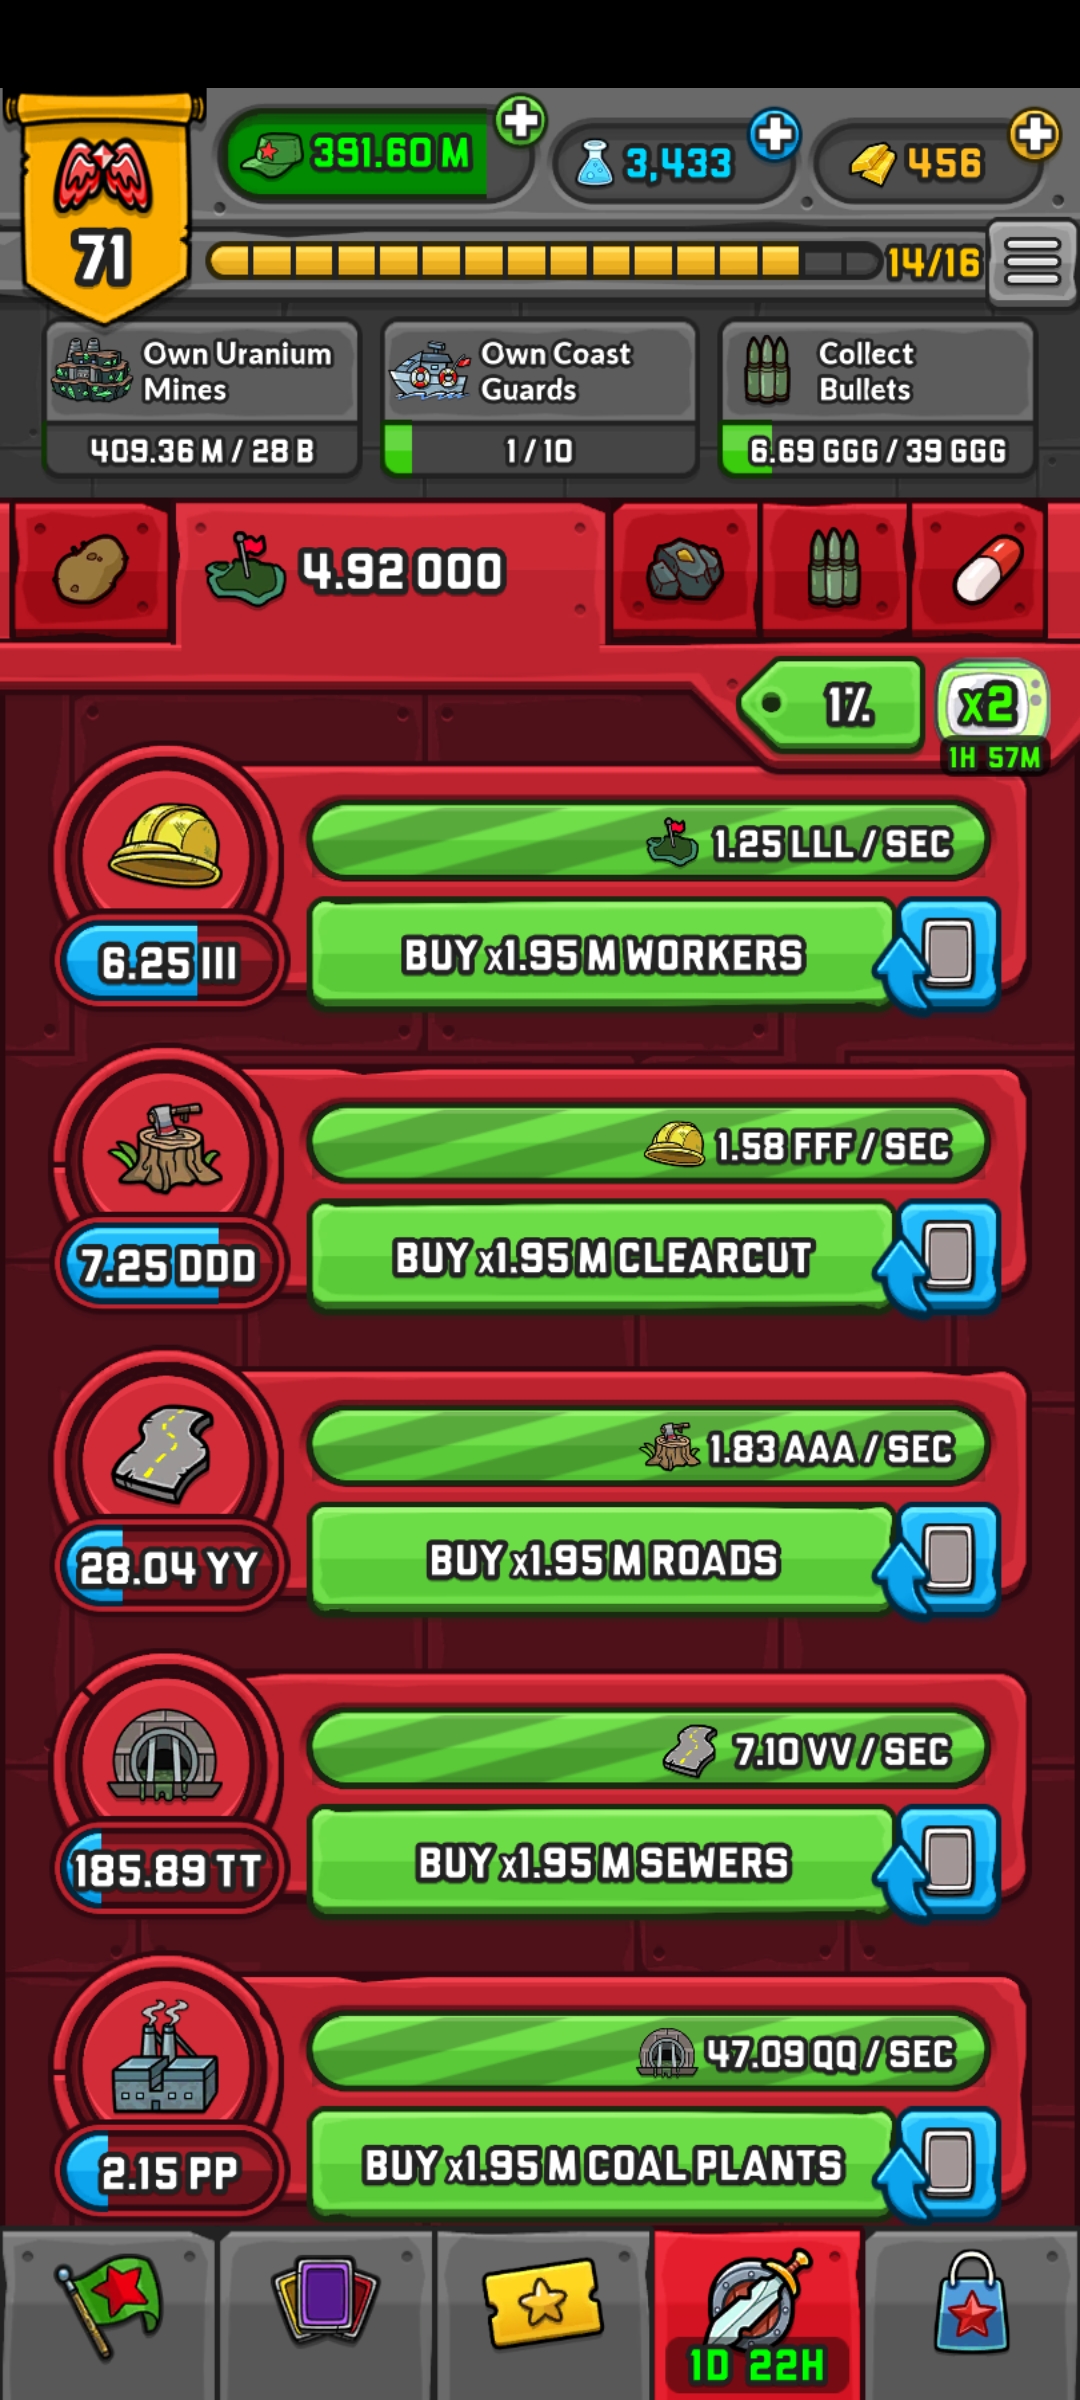 71
391.60 M
3,433
456
14/16
Own Uranium
Mines
409.36 M / 28 B
Own Coast
Guards
1 / 10
Collect
Bullets
6.69 GGG / 39 GGG
4.92 000
1%
x2
1H 57M
1.25 LLL / SEC
6.25 III
BUY x1.95 M WORKERS
1.58 FFF / SEC
7.25 DDD
BUY x1.95 M CLEARCUT
1.83 AAA / SEC
28.04 YY
BUY x1.95 M ROADS
7.10 VV / SEC
185.89 TT
BUY x1.95 M SEWERS
47.09 QQ / SEC
2.15 PP
BUY x1.95 M COAL PLANTS
1D 22H